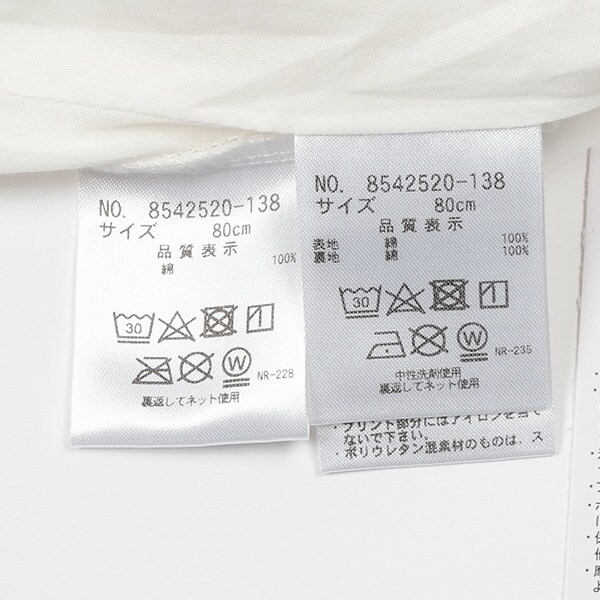 NO. 8542520-138
サイズ 80cm
品質表示
綿 100%
30
W
NR-228
裏返してネット使用
NO. 8542520-138
サイズ 80cm
品質表示
表地 綿 100%
裏地 綿 100%
30
W
NR-235
中性洗剤使用
裏返してネット使用
・プリント部分にはアイロンを当て
ないで下さい。
・ポリウレタン混素材のものは、ス